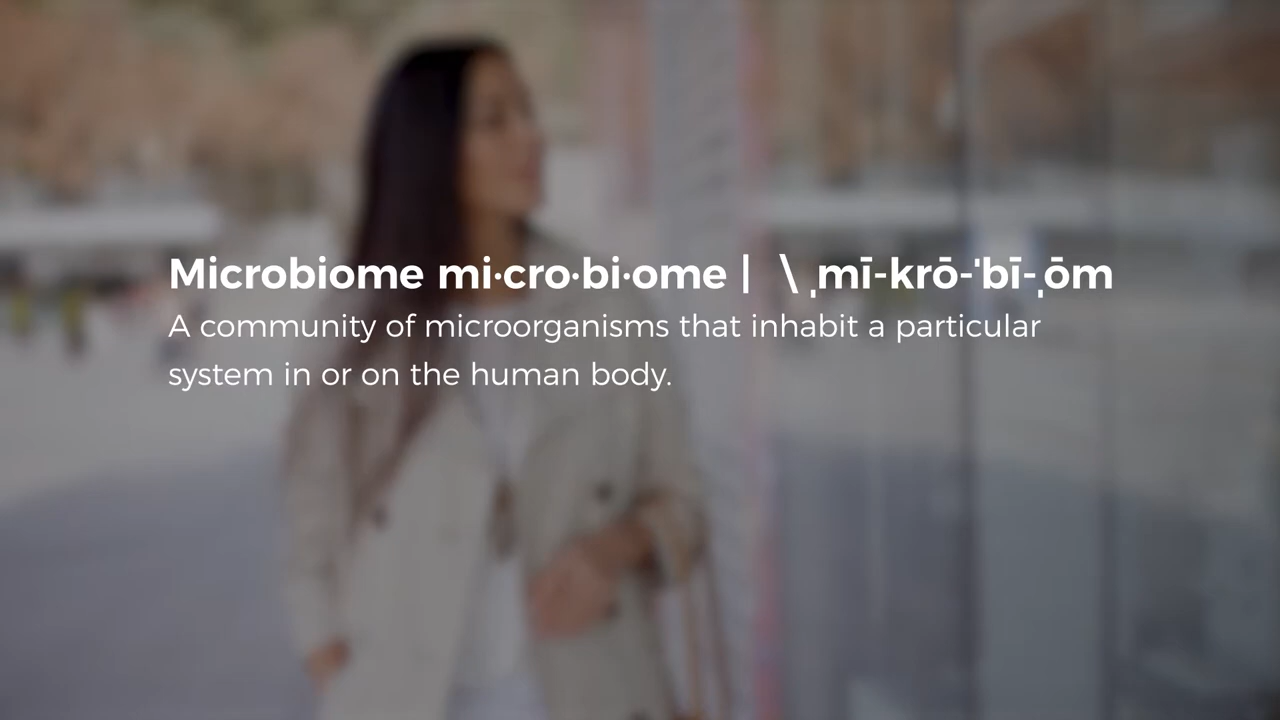 Microbiome mi·cro·bi·ome | \ ˌmī-krō-ˈbī-ˌōm
A community of microorganisms that inhabit a particular
system in or on the human body.